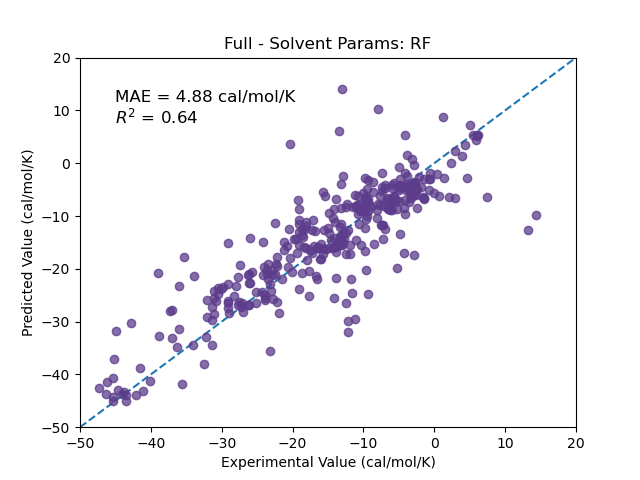 Full - Solvent Params: RF
MAE = 4.88 cal/mol/K
R² = 0.64
Predicted Value (cal/mol/K)
20
10
0
−10
−20
−30
−40
−50
−50 −40 −30 −20 −10 0 10 20
Experimental Value (cal/mol/K)